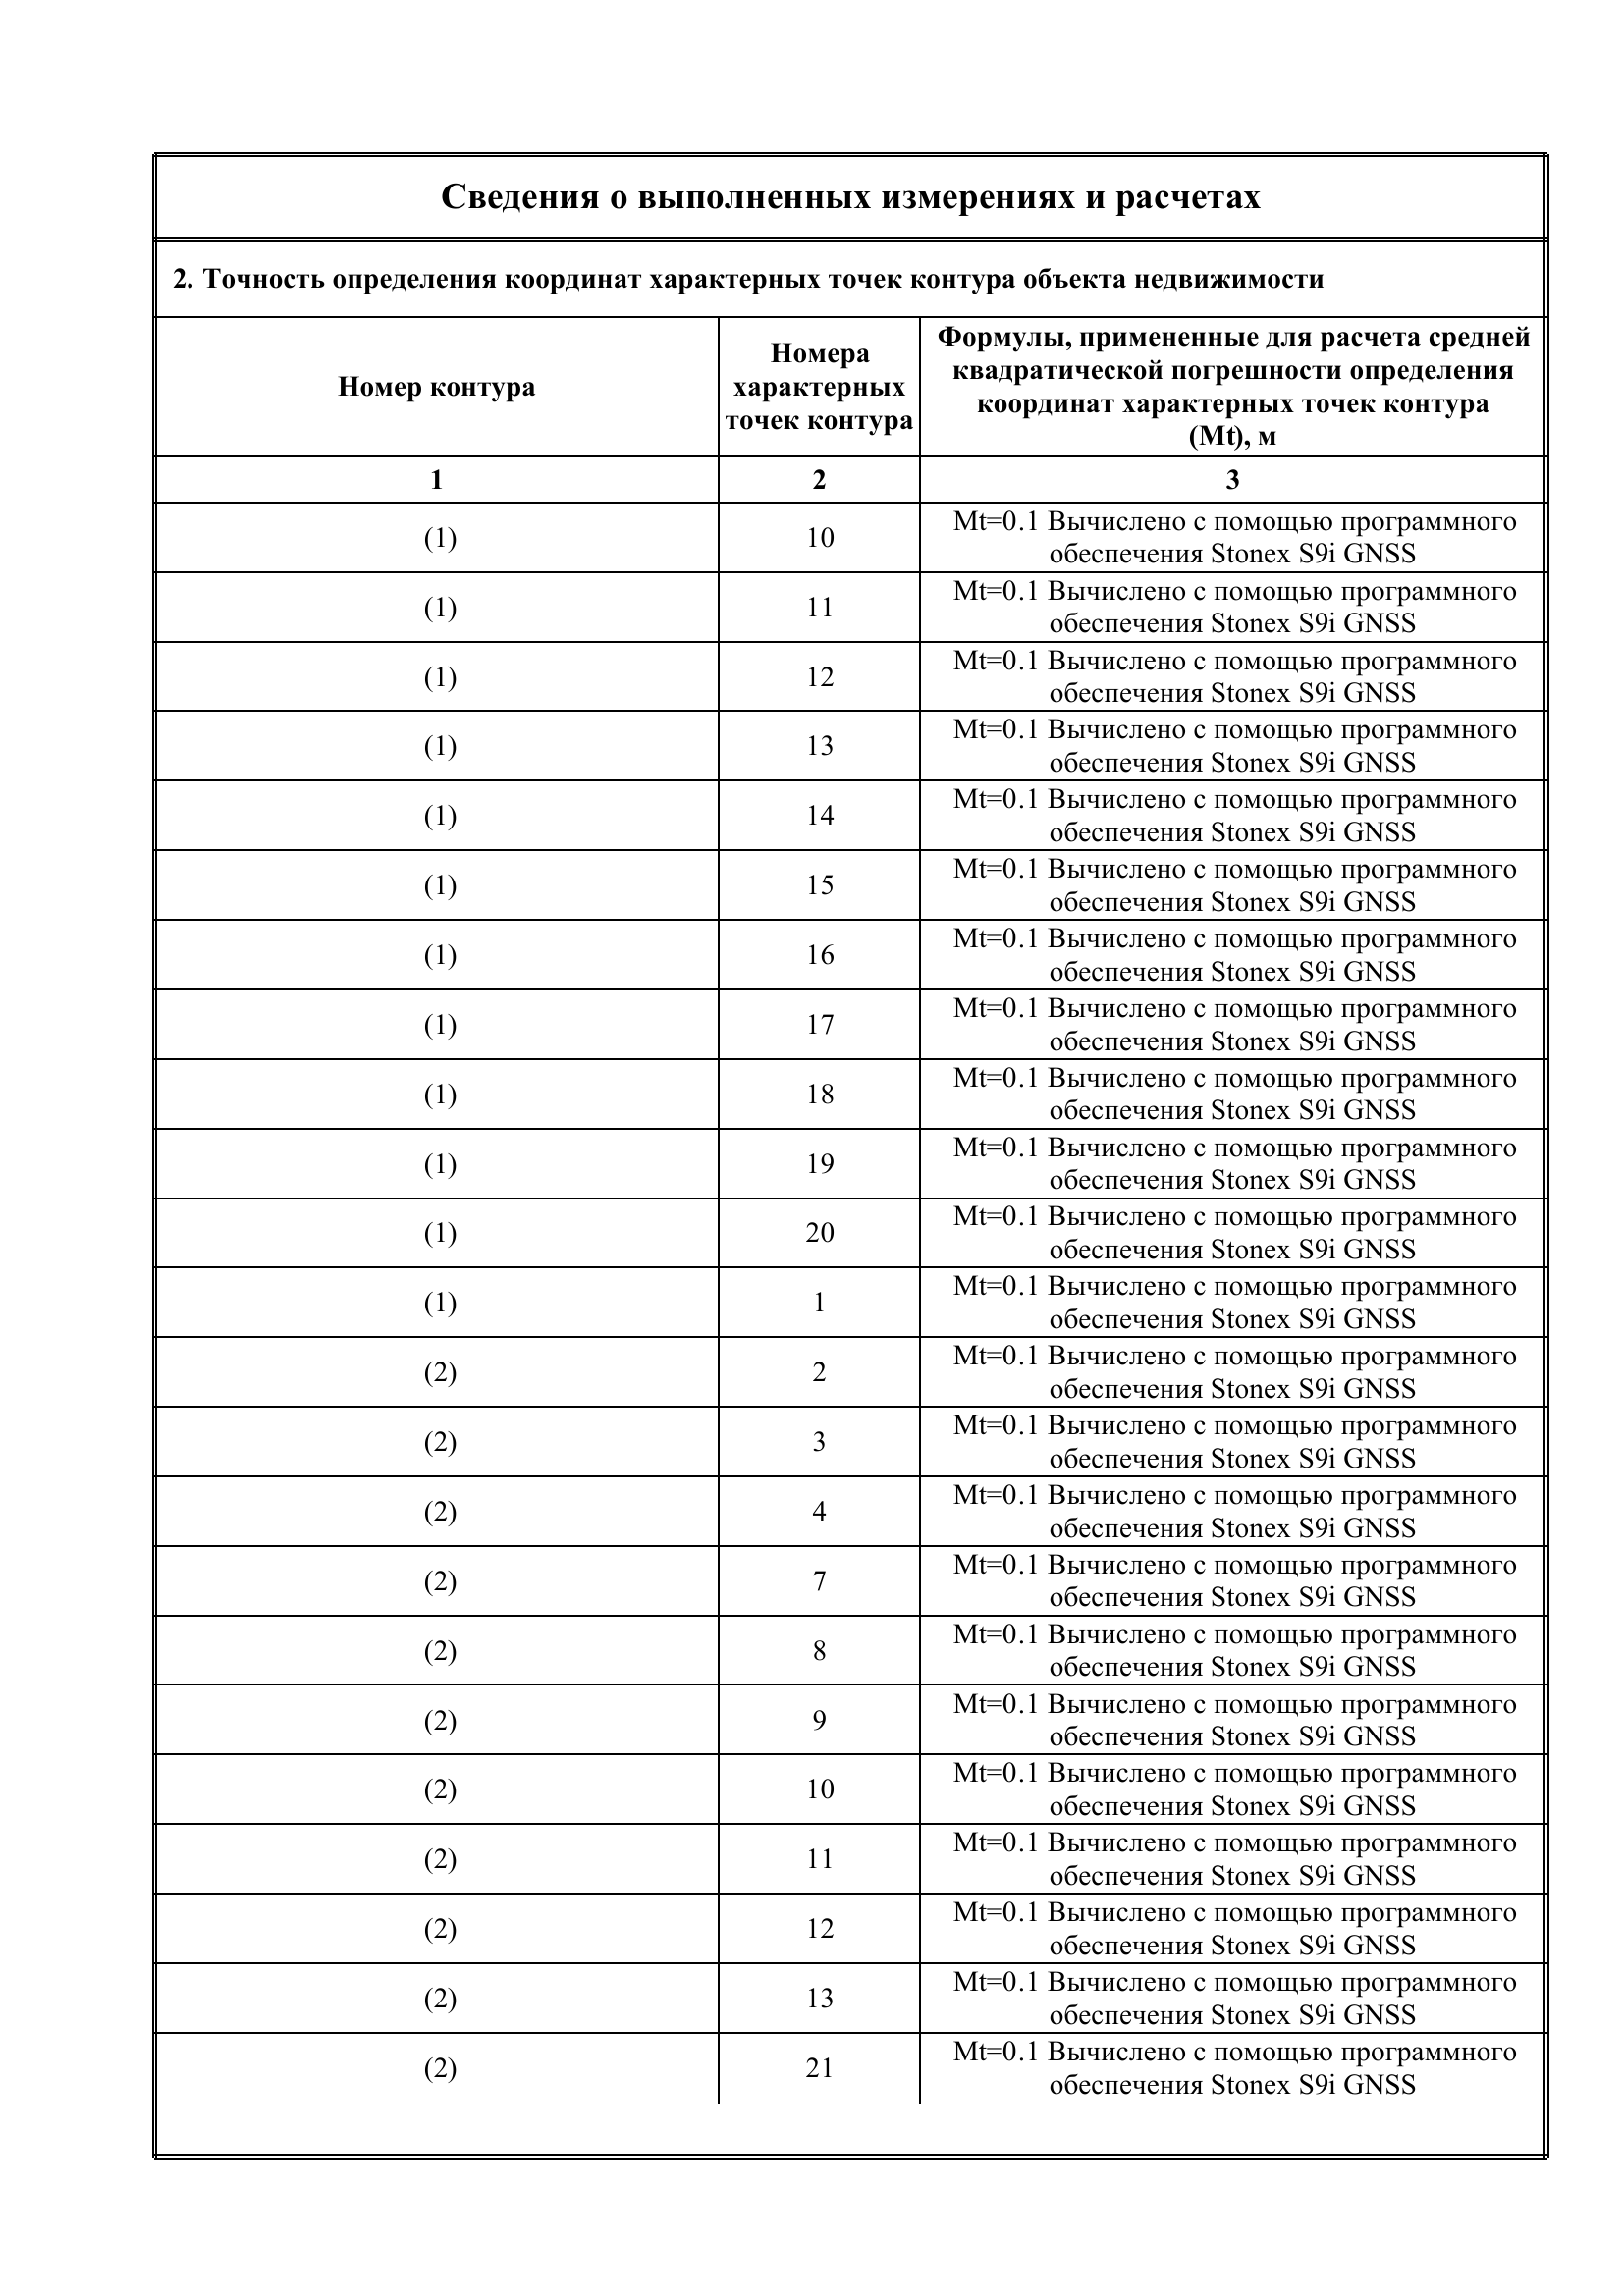 Сведения о выполненных измерениях и расчетах
2. Точность определения координат характерных точек контура объекта недвижимости
Номер контура
Номера
характерных
точек контура
Формулы, примененные для расчета средней
квадратической погрешности определения
координат характерных точек контура
(Mt), м
1 2 3
(1) 10 Mt=0.1 Вычислено с помощью программного
обеспечения Stonex S9i GNSS
(1) 11 Mt=0.1 Вычислено с помощью программного
обеспечения Stonex S9i GNSS
(1) 12 Mt=0.1 Вычислено с помощью программного
обеспечения Stonex S9i GNSS
(1) 13 Mt=0.1 Вычислено с помощью программного
обеспечения Stonex S9i GNSS
(1) 14 Mt=0.1 Вычислено с помощью программного
обеспечения Stonex S9i GNSS
(1) 15 Mt=0.1 Вычислено с помощью программного
обеспечения Stonex S9i GNSS
(1) 16 Mt=0.1 Вычислено с помощью программного
обеспечения Stonex S9i GNSS
(1) 17 Mt=0.1 Вычислено с помощью программного
обеспечения Stonex S9i GNSS
(1) 18 Mt=0.1 Вычислено с помощью программного
обеспечения Stonex S9i GNSS
(1) 19 Mt=0.1 Вычислено с помощью программного
обеспечения Stonex S9i GNSS
(1) 20 Mt=0.1 Вычислено с помощью программного
обеспечения Stonex S9i GNSS
(1) 1 Mt=0.1 Вычислено с помощью программного
обеспечения Stonex S9i GNSS
(2) 2 Mt=0.1 Вычислено с помощью программного
обеспечения Stonex S9i GNSS
(2) 3 Mt=0.1 Вычислено с помощью программного
обеспечения Stonex S9i GNSS
(2) 4 Mt=0.1 Вычислено с помощью программного
обеспечения Stonex S9i GNSS
(2) 7 Mt=0.1 Вычислено с помощью программного
обеспечения Stonex S9i GNSS
(2) 8 Mt=0.1 Вычислено с помощью программного
обеспечения Stonex S9i GNSS
(2) 9 Mt=0.1 Вычислено с помощью программного
обеспечения Stonex S9i GNSS
(2) 10 Mt=0.1 Вычислено с помощью программного
обеспечения Stonex S9i GNSS
(2) 11 Mt=0.1 Вычислено с помощью программного
обеспечения Stonex S9i GNSS
(2) 12 Mt=0.1 Вычислено с помощью программного
обеспечения Stonex S9i GNSS
(2) 13 Mt=0.1 Вычислено с помощью программного
обеспечения Stonex S9i GNSS
(2) 21 Mt=0.1 Вычислено с помощью программного
обеспечения Stonex S9i GNSS